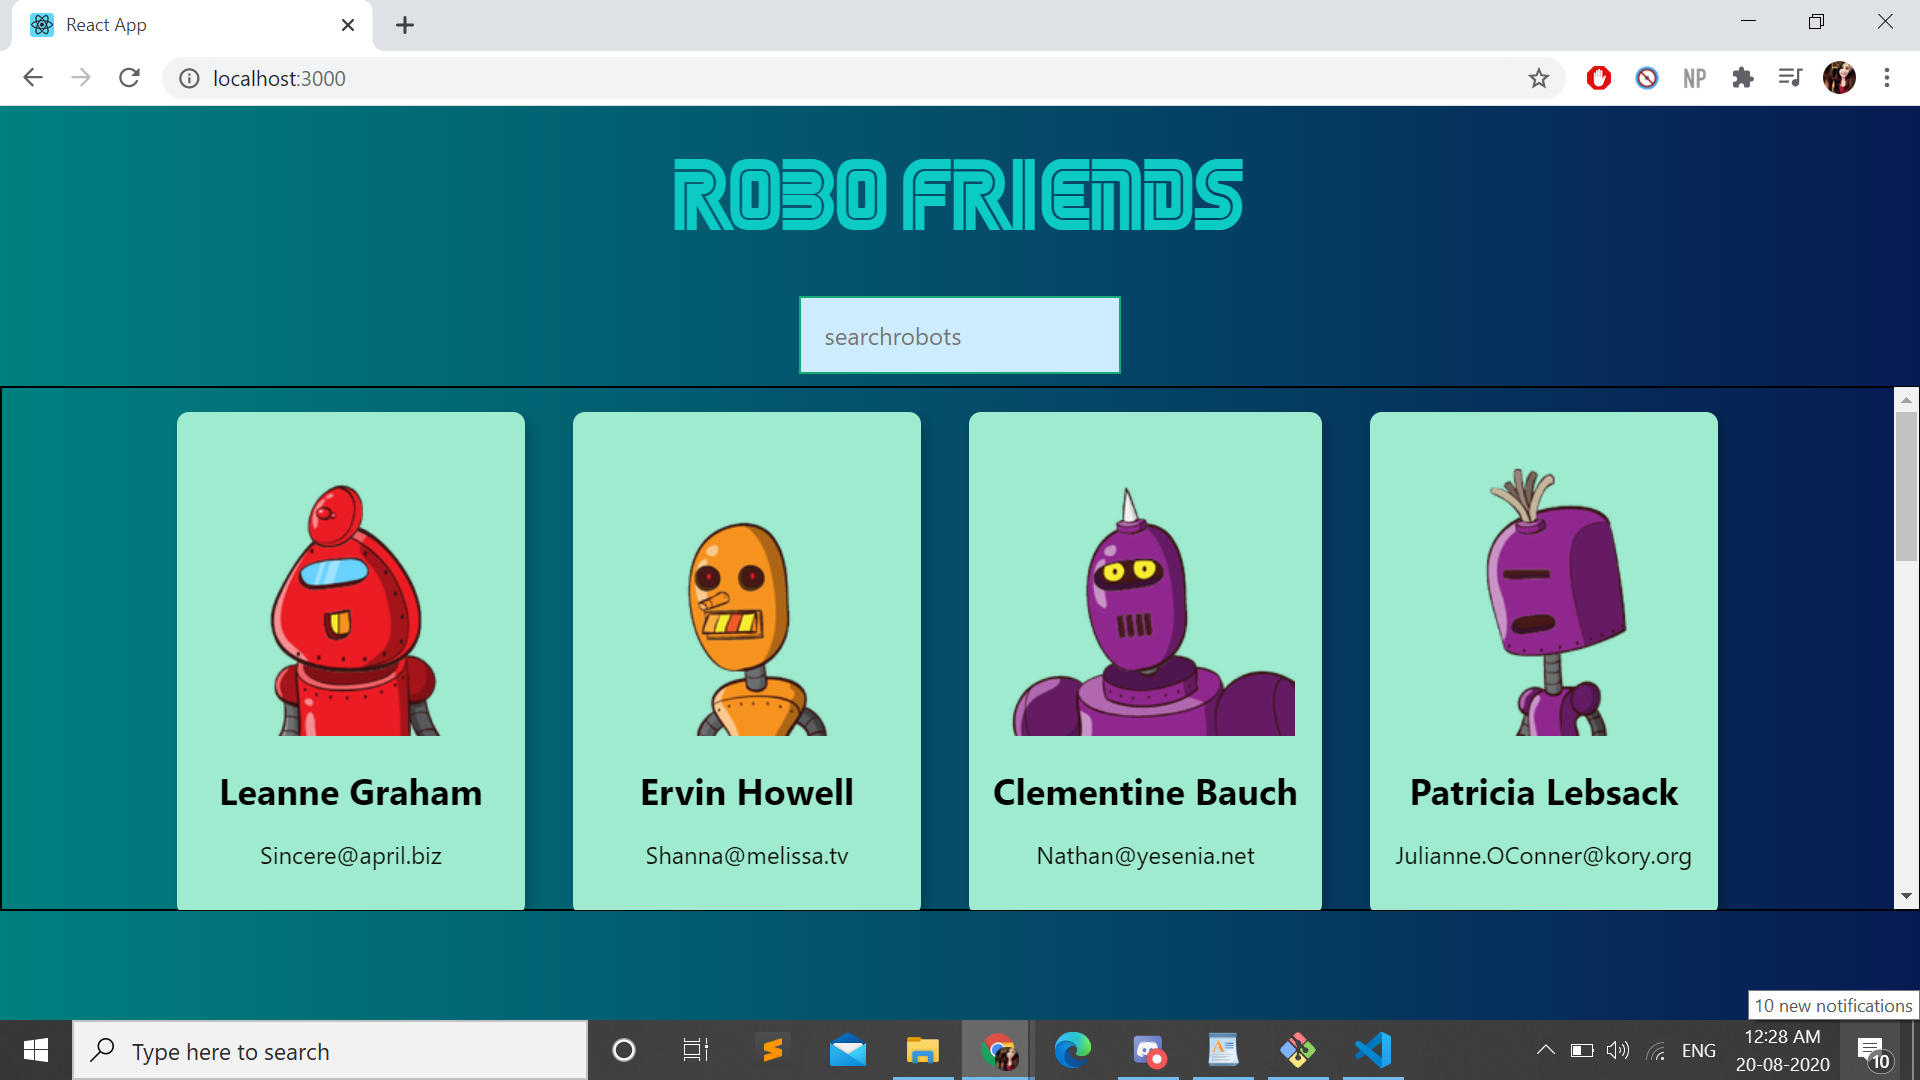 React App
localhost:3000
NP
ROBO FRIENDS
searchrobots
Leanne Graham
Ervin Howell
Clementine Bauch
Patricia Lebsack
Sincere@april.biz
Shanna@melissa.tv
Nathan@yesenia.net
Julianne.OConner@kory.org
10 new notifications
Type here to search
ENG
12:28 AM
20-08-2020
10